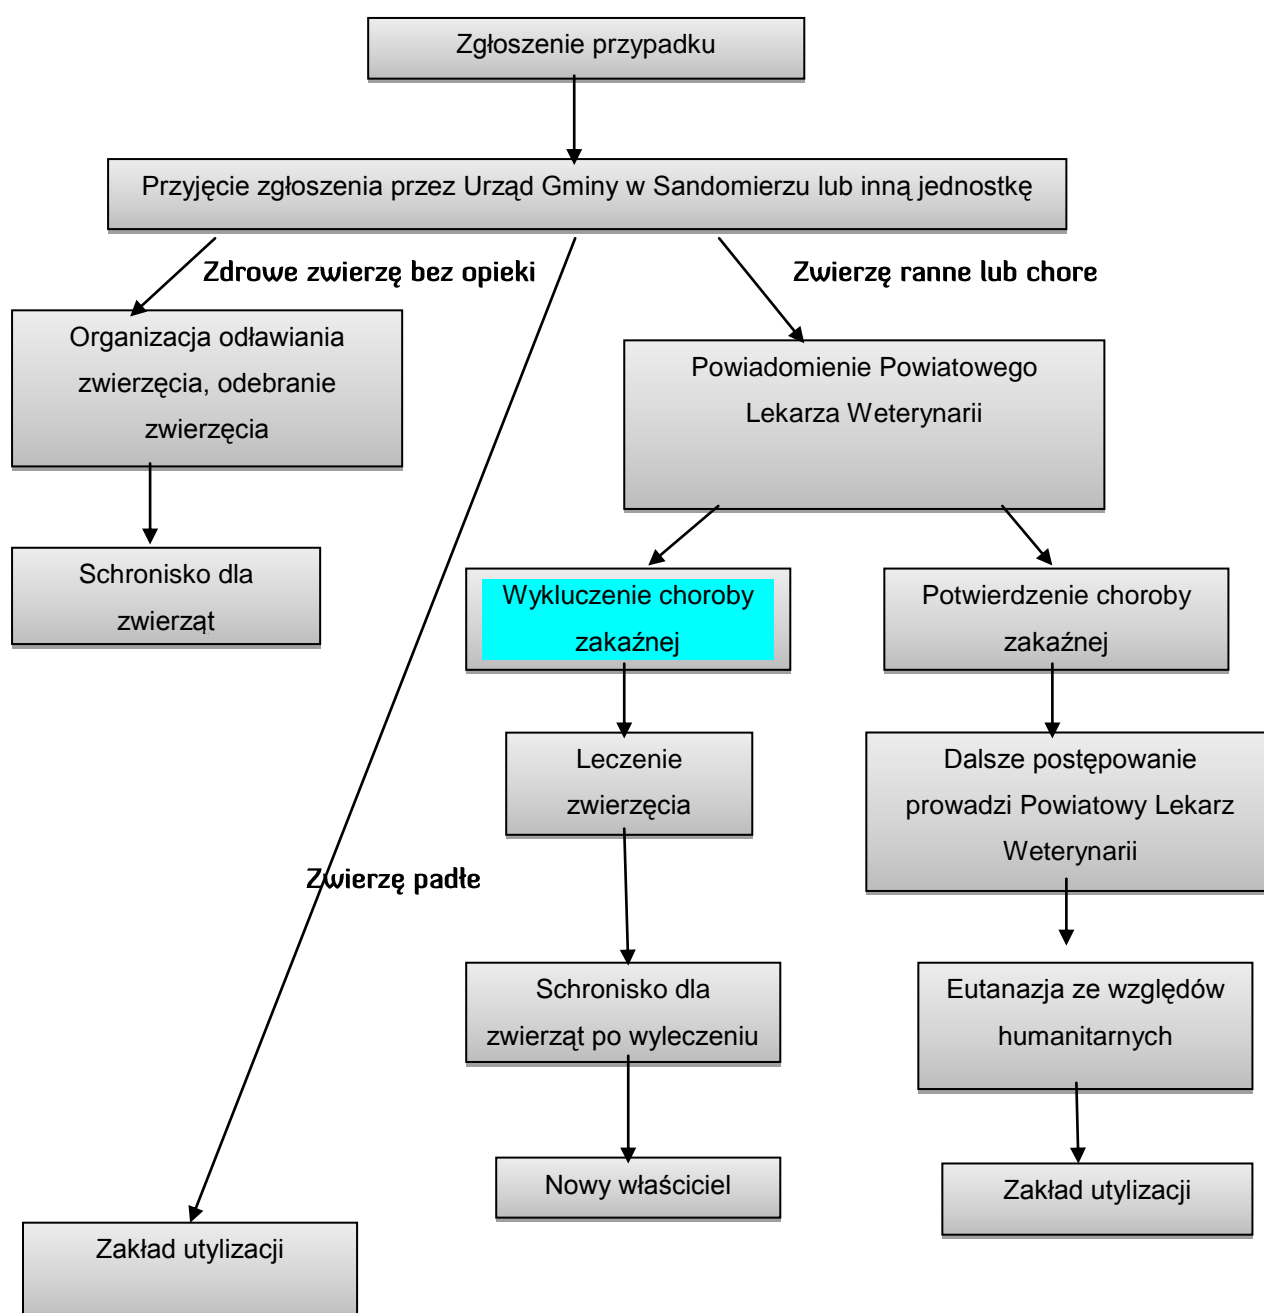 Zgłoszenie przypadku
Przyjęcie zgłoszenia przez Urząd Gminy w Sandomierzu lub inną jednostkę
Zdrowe zwierzę bez opieki
Zwierzę ranne lub chore
Organizacja odławiania
zwierzęcia, odebranie
zwierzęcia
Powiadomienie Powiatowego
Lekarza Weterynarii
Schronisko dla
zwierząt
Wykluczenie choroby
zakaźnej
Potwierdzenie choroby
zakaźnej
Leczenie
zwierzęcia
Dalsze postępowanie
prowadzi Powiatowy Lekarz
Weterynarii
Zwierzę padłe
Schronisko dla
zwierząt po wyleczeniu
Eutanazja ze względów
humanitarnych
Nowy właściciel
Zakład utylizacji
Zakład utylizacji